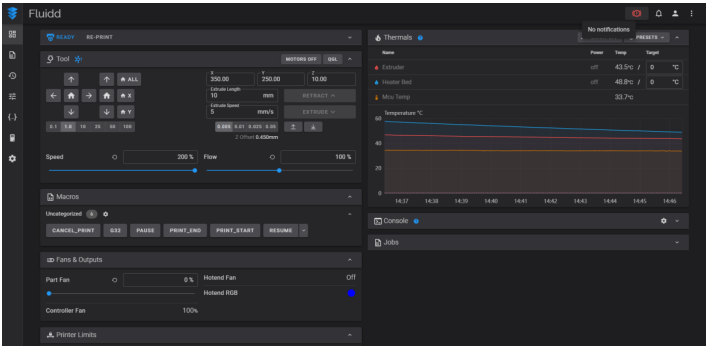 Fluidd
No notifications
READY RE-PRINT
Tool
MOTORS OFF QGL
ALL
X
350.00
Y
250.00
Z
10.00
X
Extrude Length
10 mm
RETRACT
Y
Extrude Speed
5 mm/s
EXTRUDE
0.1 1.0 10 25 50 100
0.005 0.01 0.025 0.05
Z Offset 0.450mm
Speed 200 %
Flow 100 %
Macros
Uncategorized 6
CANCEL_PRINT G32 PAUSE PRINT_END PRINT_START RESUME
Fans & Outputs
Part Fan 0 %
Hotend Fan Off
Hotend RGB
Controller Fan 100%
Printer Limits
Thermals
PRESETS
Name Power Temp Target
Extruder off 43.5°C / 0 °C
Heater Bed off 48.8°C / 0 °C
Mcu Temp 33.7°C
Temperature °C
60
40
20
0
14:37 14:38 14:39 14:40 14:41 14:42 14:43 14:44 14:45 14:46
Console
Jobs